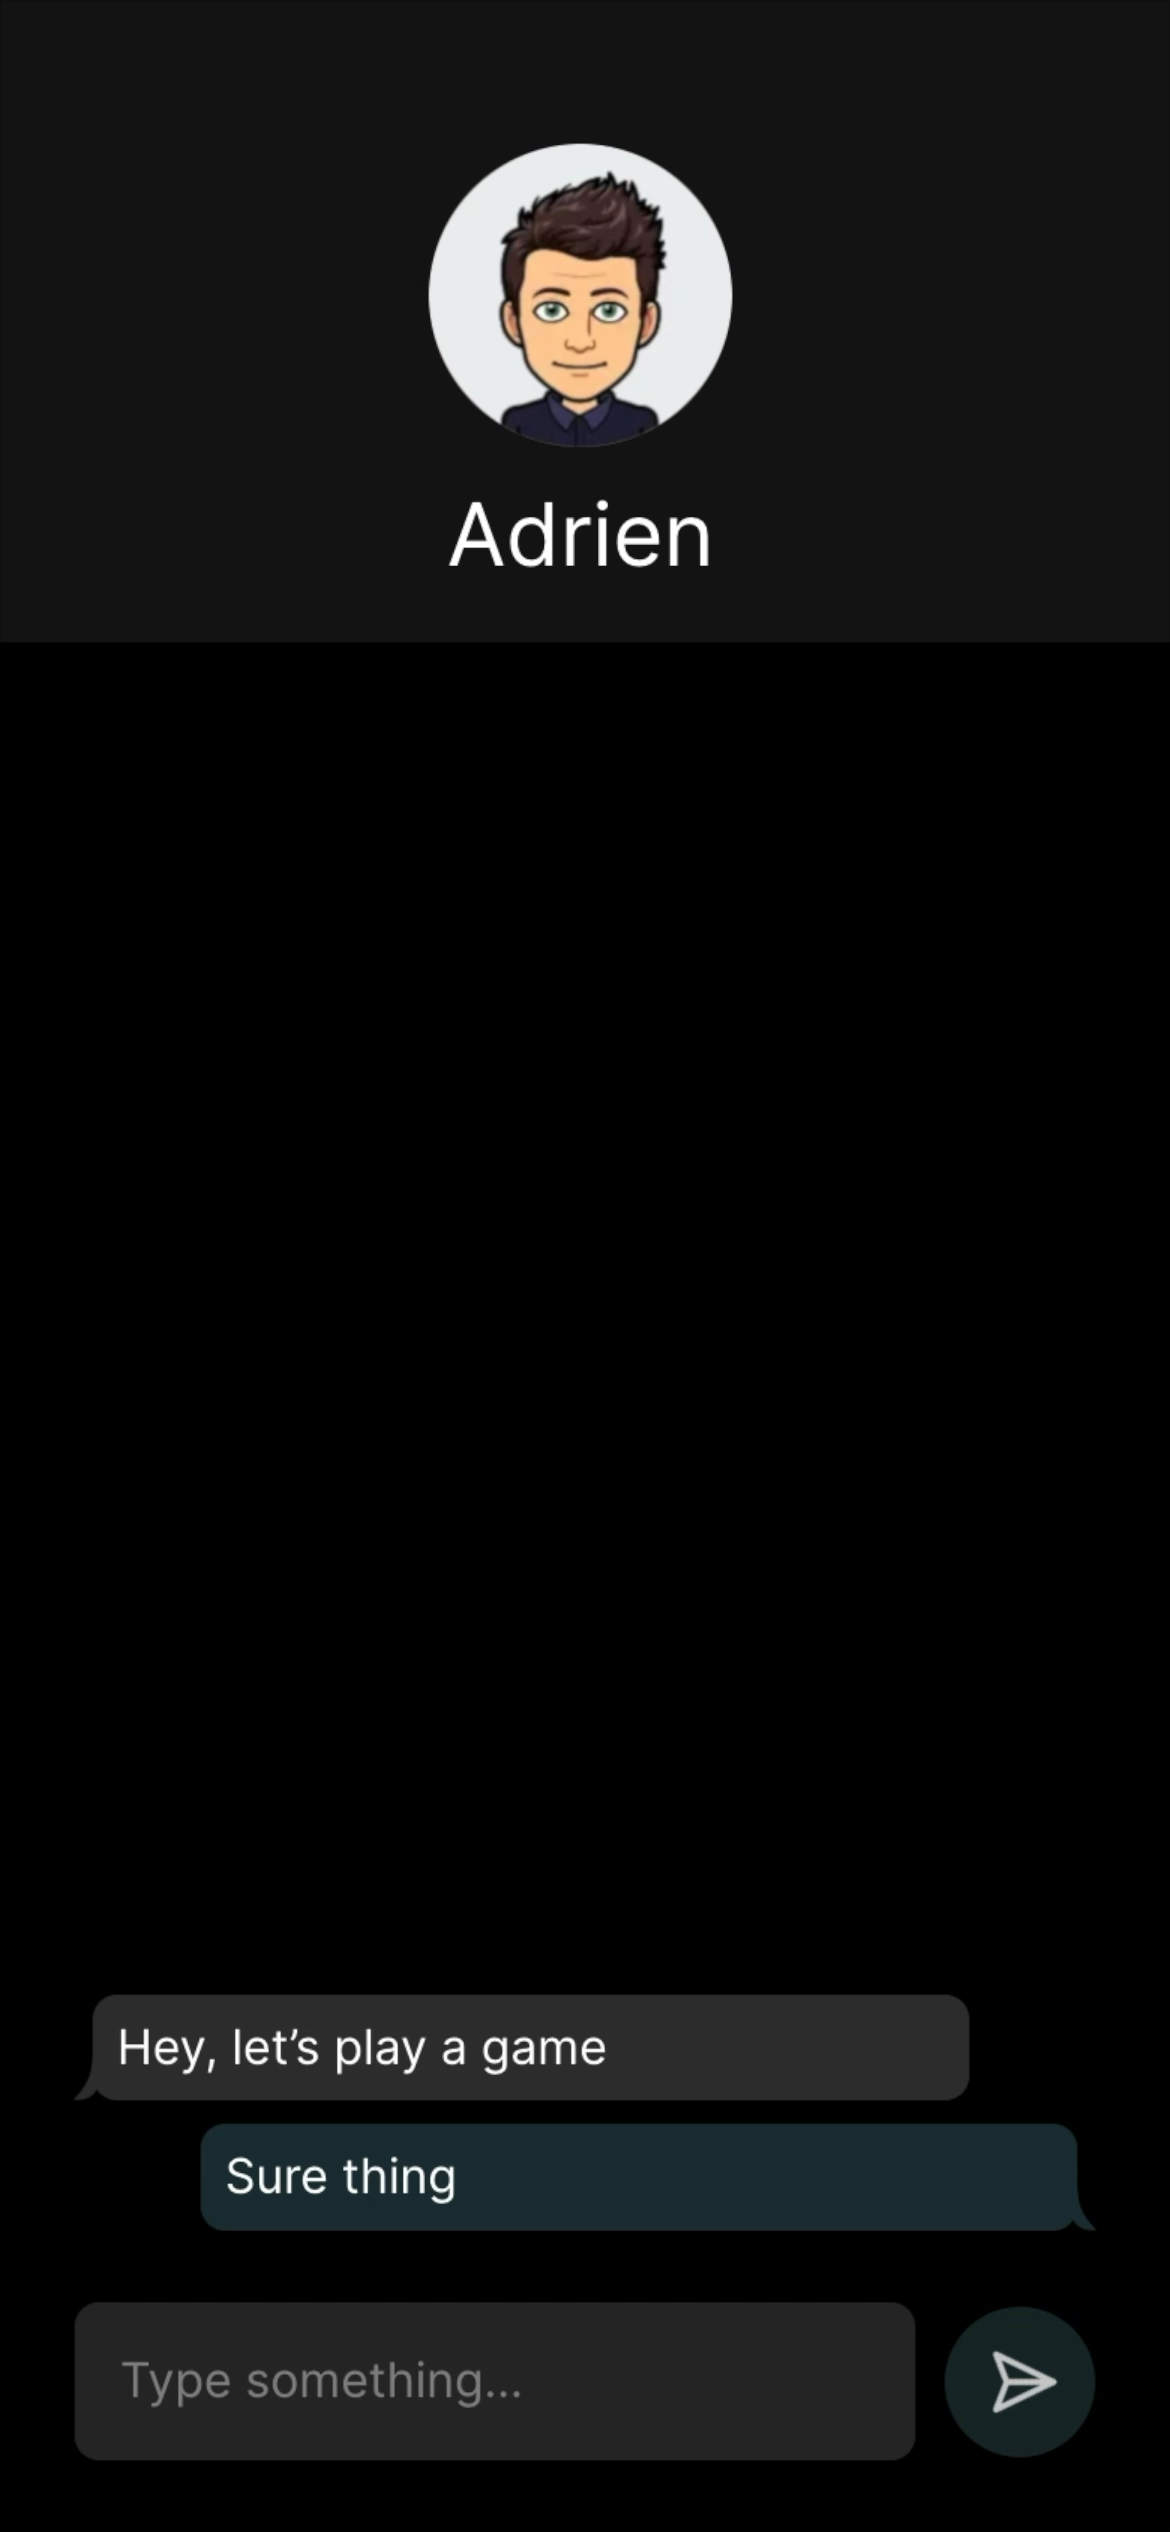 Adrien
Hey, let’s play a game
Sure thing
Type something...